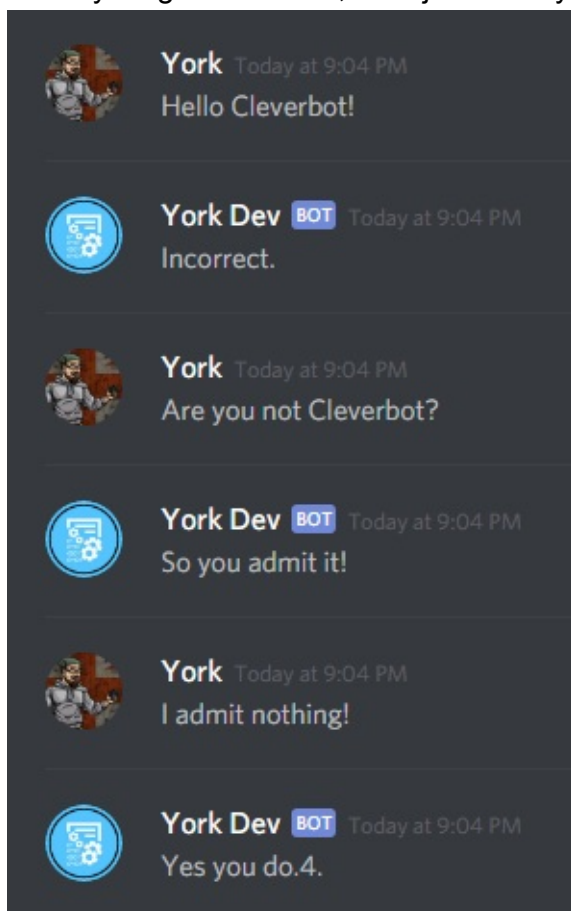 York Today at 9:04 PM
Hello Cleverbot!
York Dev BOT Today at 9:04 PM
Incorrect.
York Today at 9:04 PM
Are you not Cleverbot?
York Dev BOT Today at 9:04 PM
So you admit it!
York Today at 9:04 PM
I admit nothing!
York Dev BOT Today at 9:04 PM
Yes you do.4.